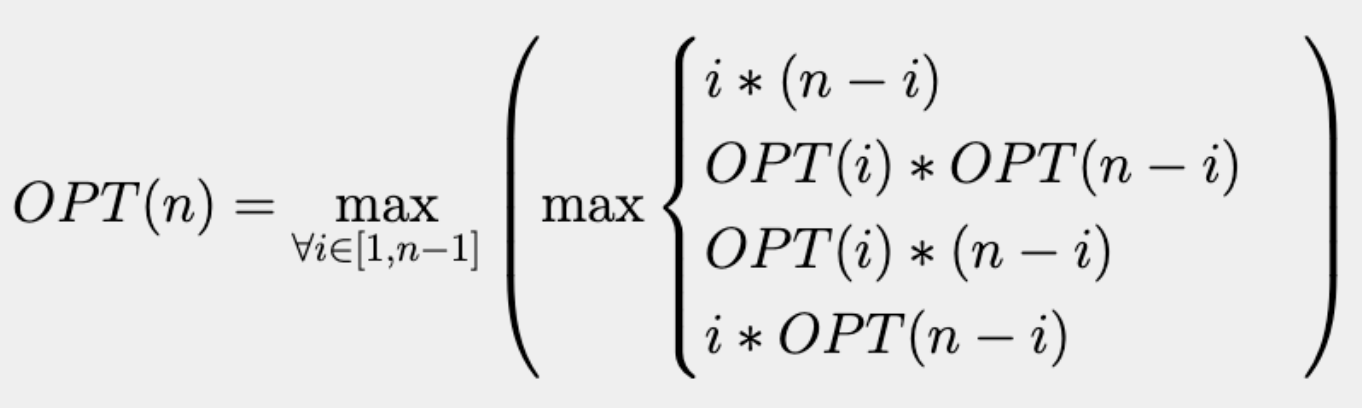 i ∗ (n − i)
OPT(i) ∗ OPT(n − i)
OPT(n) = max ( max {
∀i∈[1,n−1]
OPT(i) ∗ (n − i)
i ∗ OPT(n − i) )